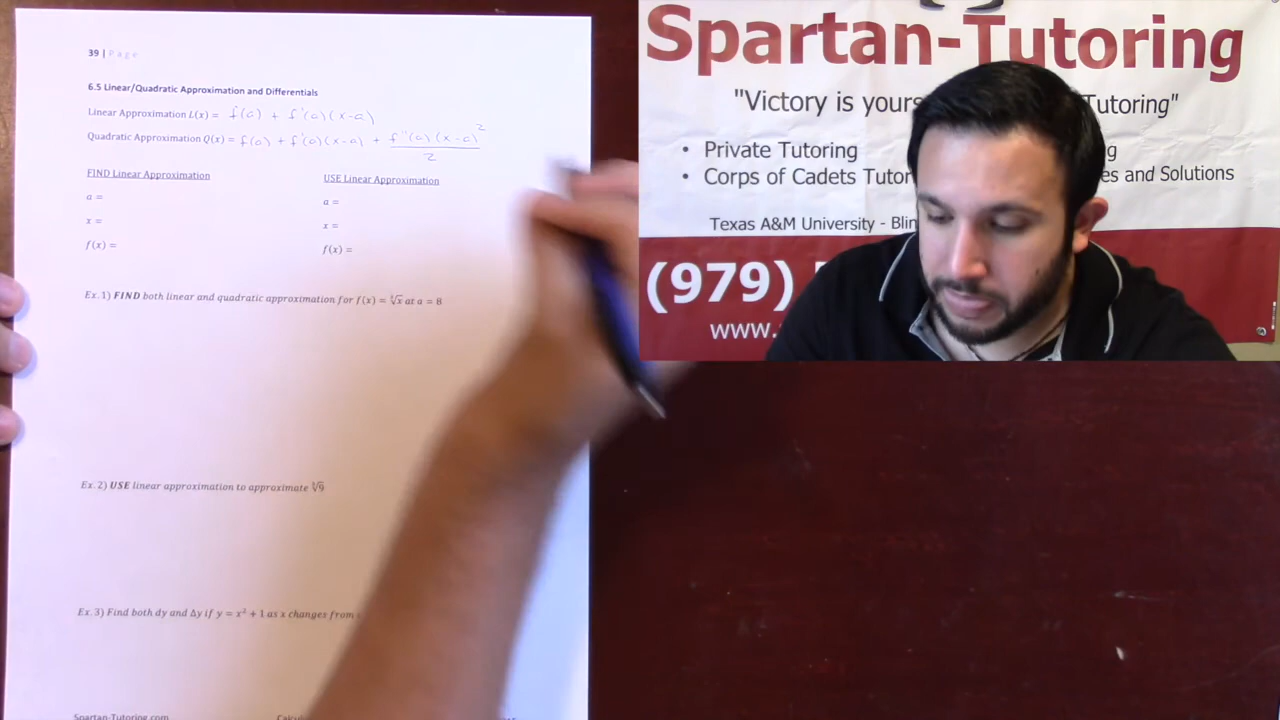 39 | Page
6.5 Linear/Quadratic Approximation and Differentials
Linear Approximation L(x) = f(a) + f'(a)(x-a)
Quadratic Approximation Q(x) = f(a) + f'(a)(x-a) + f''(a)(x-a)²/2
FIND Linear Approximation
a =
x =
f(x) =
USE Linear Approximation
a =
x =
f(x) =
Ex. 1) FIND both linear and quadratic approximation for f(x) = ∛x at a = 8
Ex. 2) USE linear approximation to approximate ∛9
Ex. 3) Find both dy and Δy if y = x² + 1 as x changes from
Spartan-Tutoring.com
Spartan-Tutoring
"Victory is yours Tutoring"
• Private Tutoring
• Corps of Cadets Tutor
es and Solutions
Texas A&M University - Blin
(979)
www.